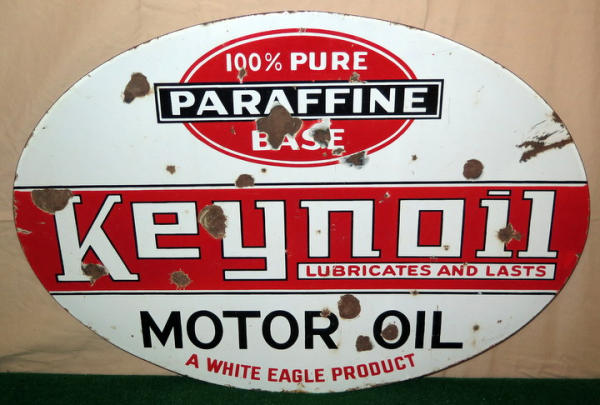 100% PURE
PARAFFINE
BASE
Keynoil
LUBRICATES AND LASTS
MOTOR OIL
A WHITE EAGLE PRODUCT